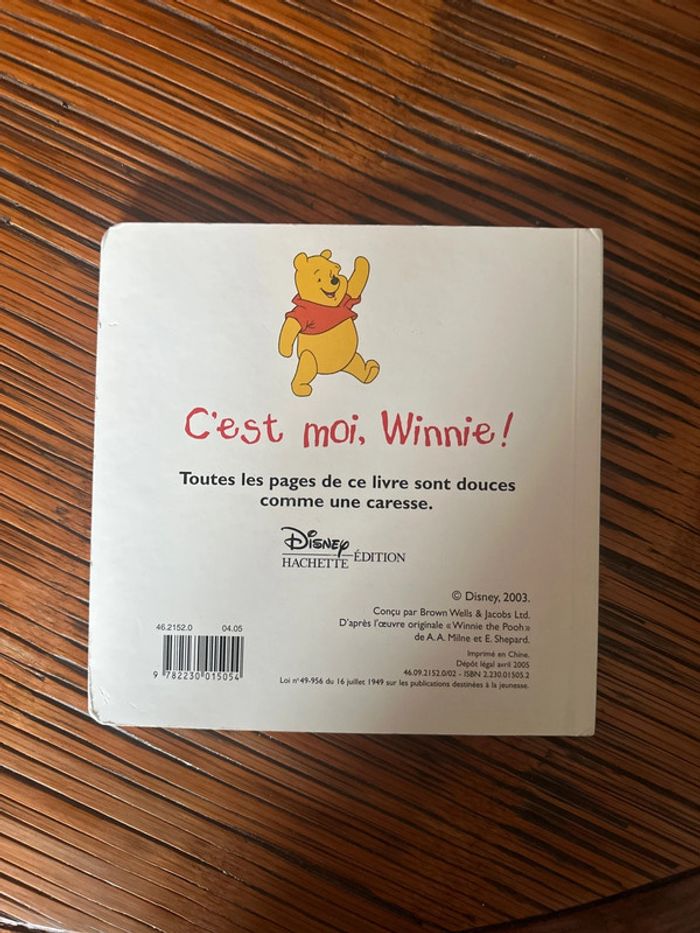 C'est moi, Winnie !
Toutes les pages de ce livre sont douces
comme une caresse.
Disney
HACHETTE ÉDITION
© Disney, 2003.
Conçu par Brown Wells & Jacobs Ltd.
D'après l'œuvre originale « Winnie the Pooh »
de A. A. Milne et E. Shepard.
Imprimé en Chine.
Dépôt légal avril 2005
46.09.2152.0/02 - ISBN 2.230.01505.2
Loi n° 49-956 du 16 juillet 1949 sur les publications destinées à la jeunesse.
46.2152.0 04.05
9 782230 015054